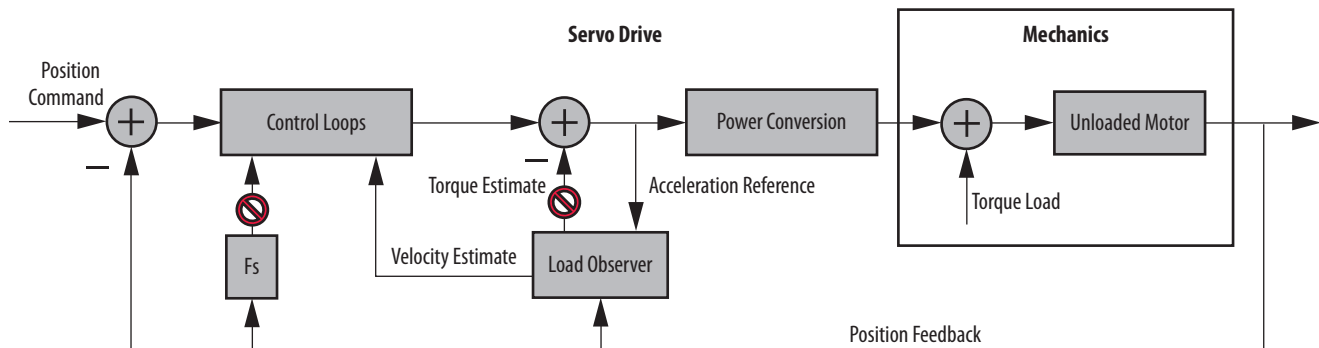 Servo Drive
Mechanics
Position
Command
+
Control Loops
+
Power Conversion
+
Unloaded Motor
−
−
Torque Estimate
Acceleration Reference
Torque Load
Fs
Velocity Estimate
Load Observer
Position Feedback